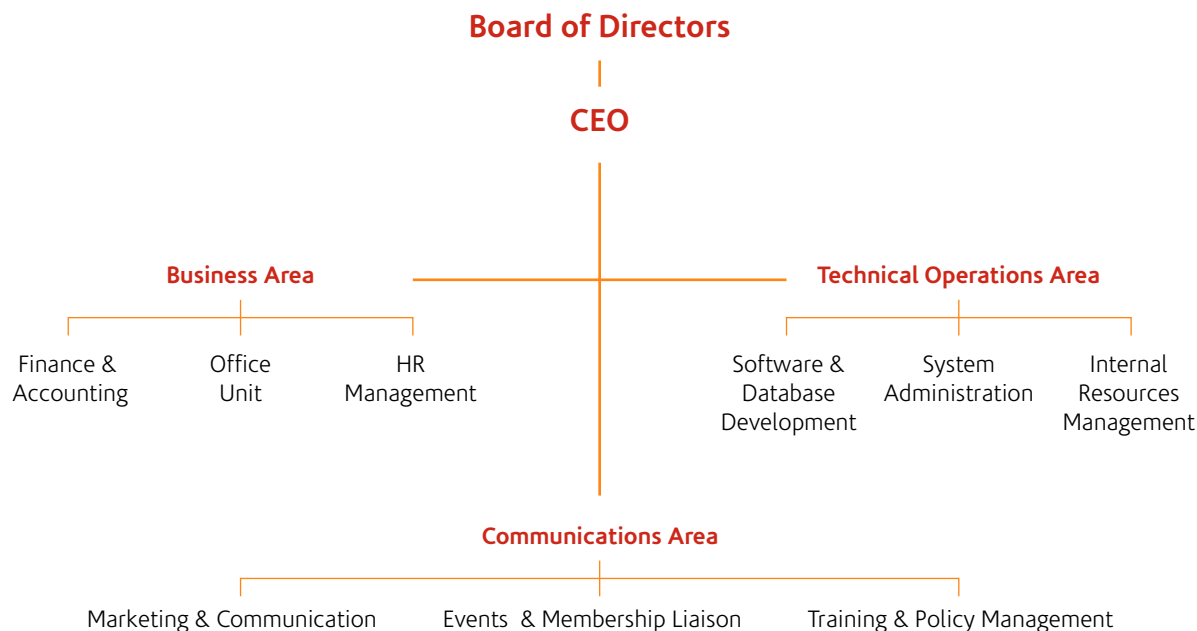 Board of Directors
CEO
Business Area
Technical Operations Area
Finance &
Accounting
Office
Unit
HR
Management
Software &
Database
Development
System
Administration
Internal
Resources
Management
Communications Area
Marketing & Communication
Events & Membership Liaison
Training & Policy Management